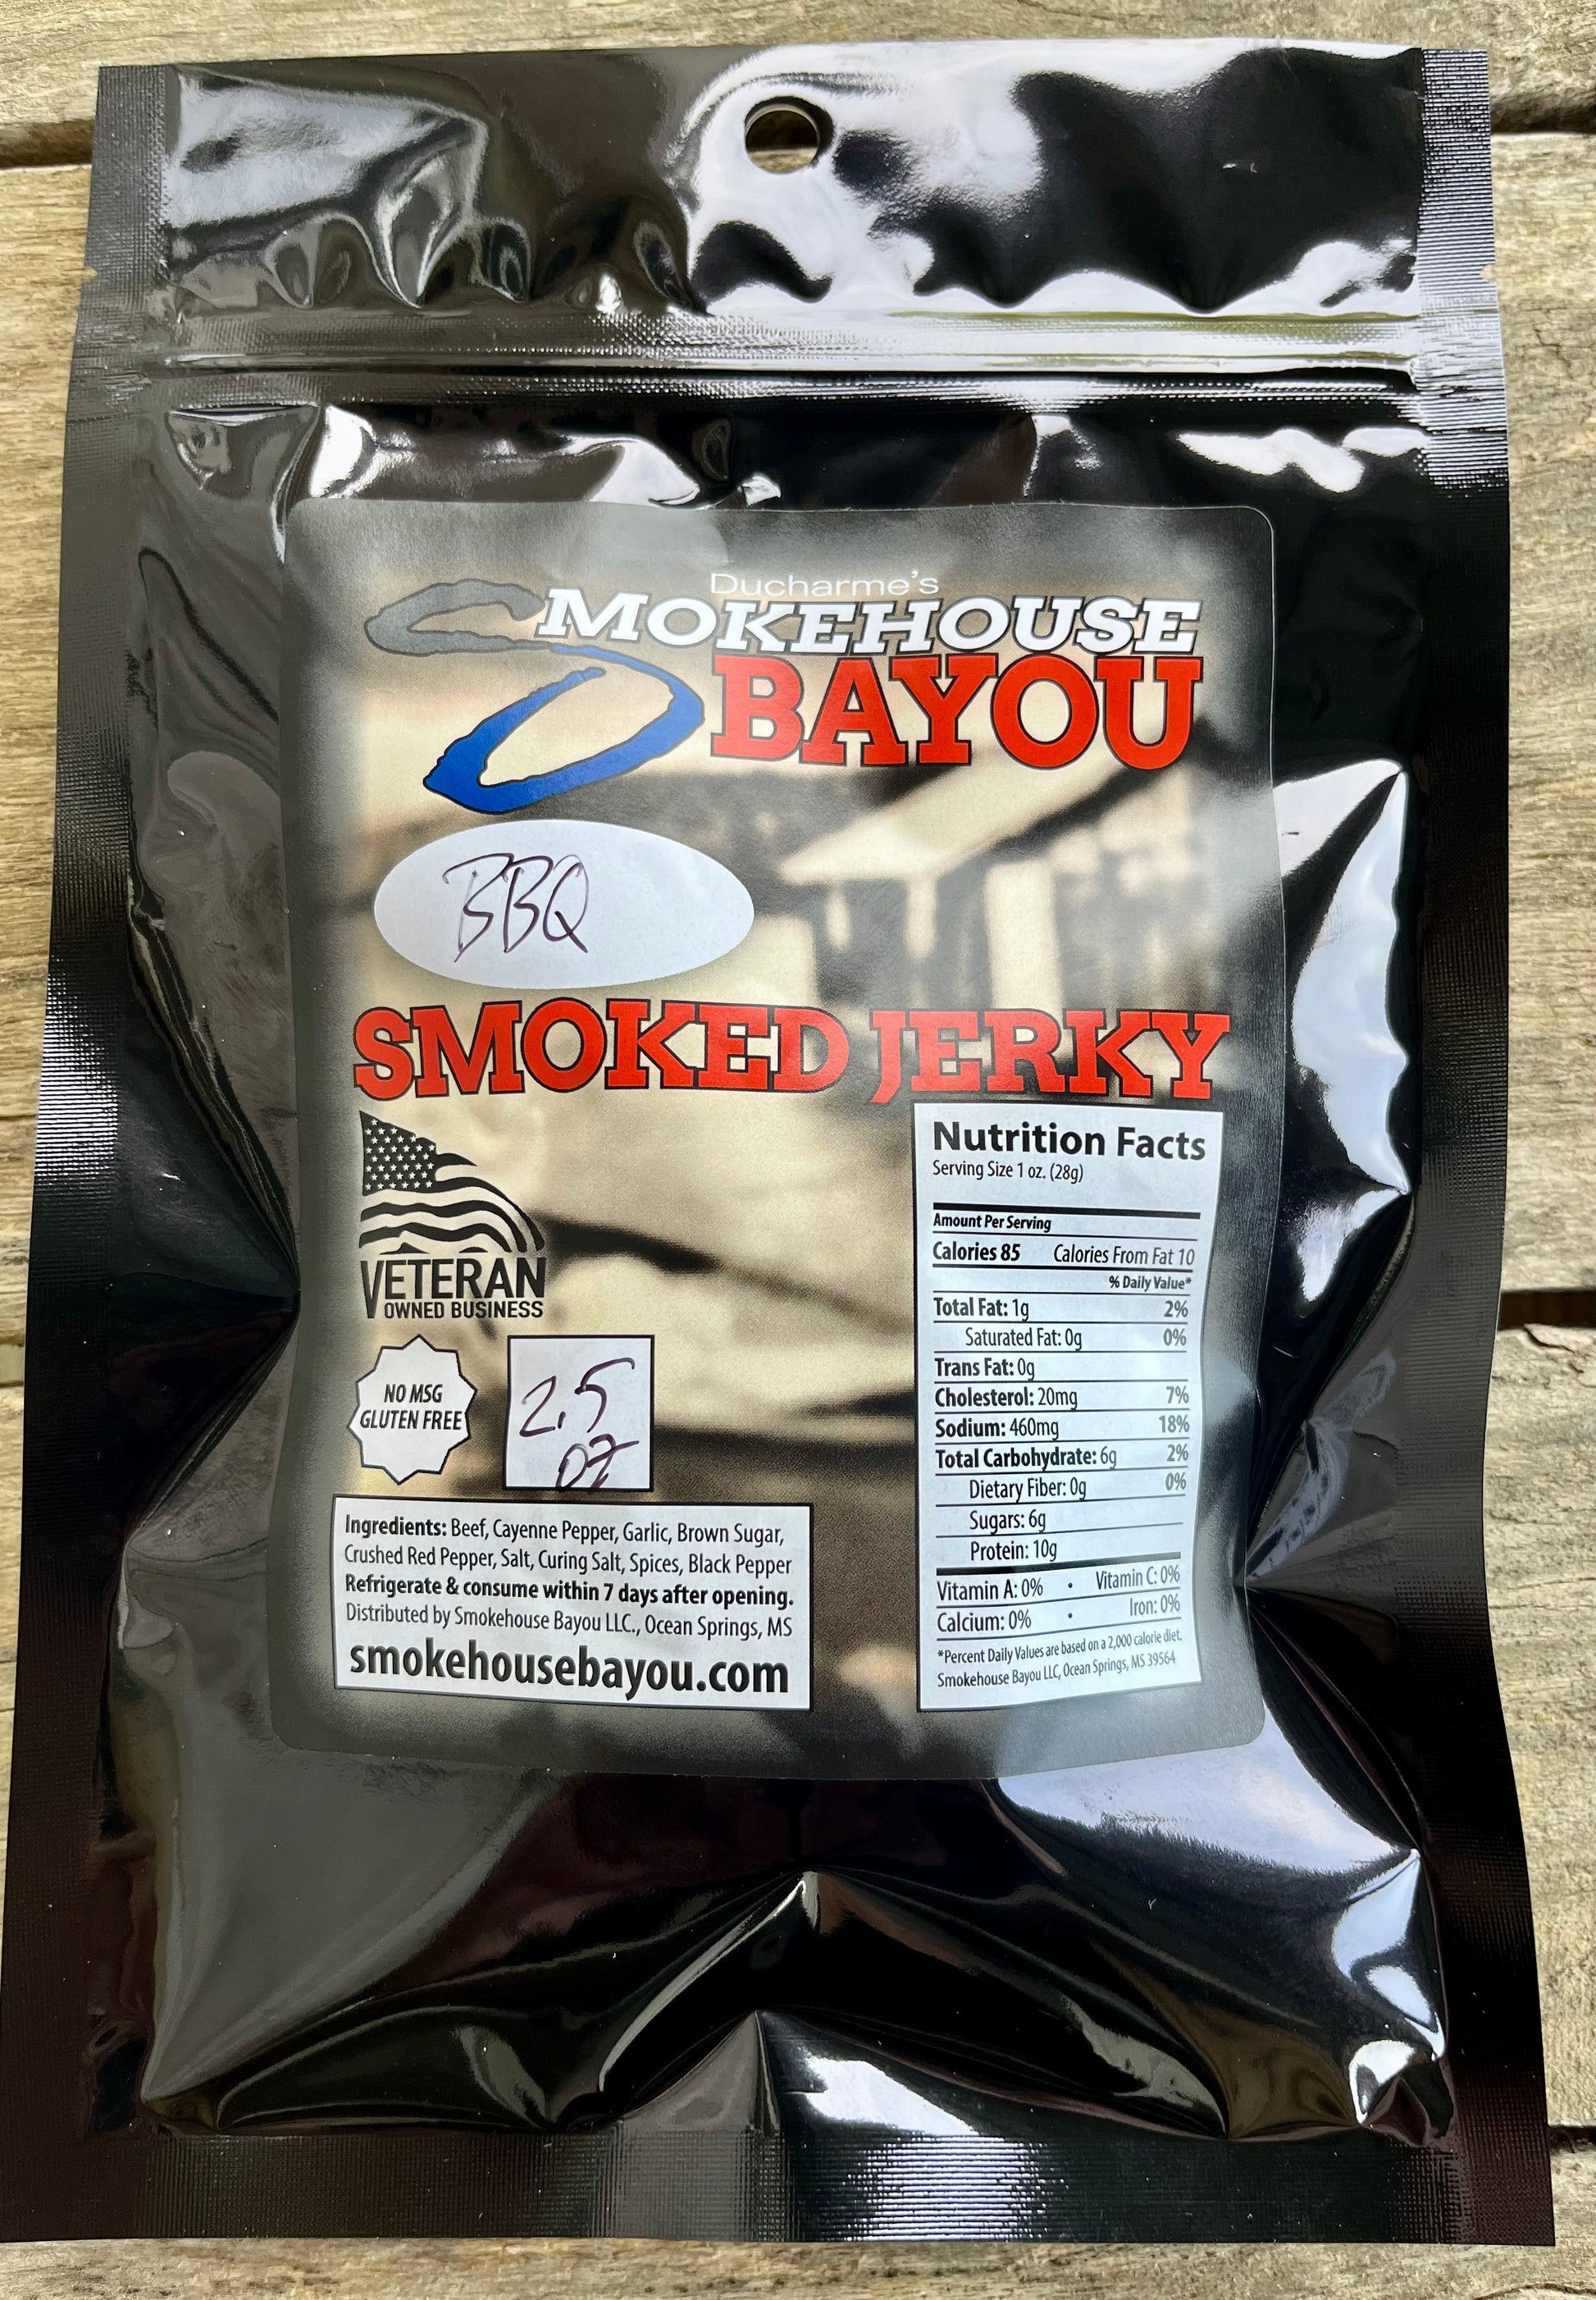 Ducharme's
SMOKEHOUSE
BAYOU
BBQ
SMOKED JERKY
VETERAN
OWNED BUSINESS
NO MSG
GLUTEN FREE
2.5
oz
Ingredients: Beef, Cayenne Pepper, Garlic, Brown Sugar,
Crushed Red Pepper, Salt, Curing Salt, Spices, Black Pepper
Refrigerate & consume within 7 days after opening.
Distributed by Smokehouse Bayou LLC., Ocean Springs, MS
smokehousebayou.com
Nutrition Facts
Serving Size 1 oz. (28g)
Amount Per Serving
Calories 85 Calories From Fat 10
% Daily Value*
Total Fat: 1g 2%
Saturated Fat: 0g 0%
Trans Fat: 0g
Cholesterol: 20mg 7%
Sodium: 460mg 18%
Total Carbohydrate: 6g 2%
Dietary Fiber: 0g 0%
Sugars: 6g
Protein: 10g
Vitamin A: 0% • Vitamin C: 0%
Calcium: 0% • Iron: 0%
*Percent Daily Values are based on a 2,000 calorie diet.
Smokehouse Bayou LLC, Ocean Springs, MS 39564